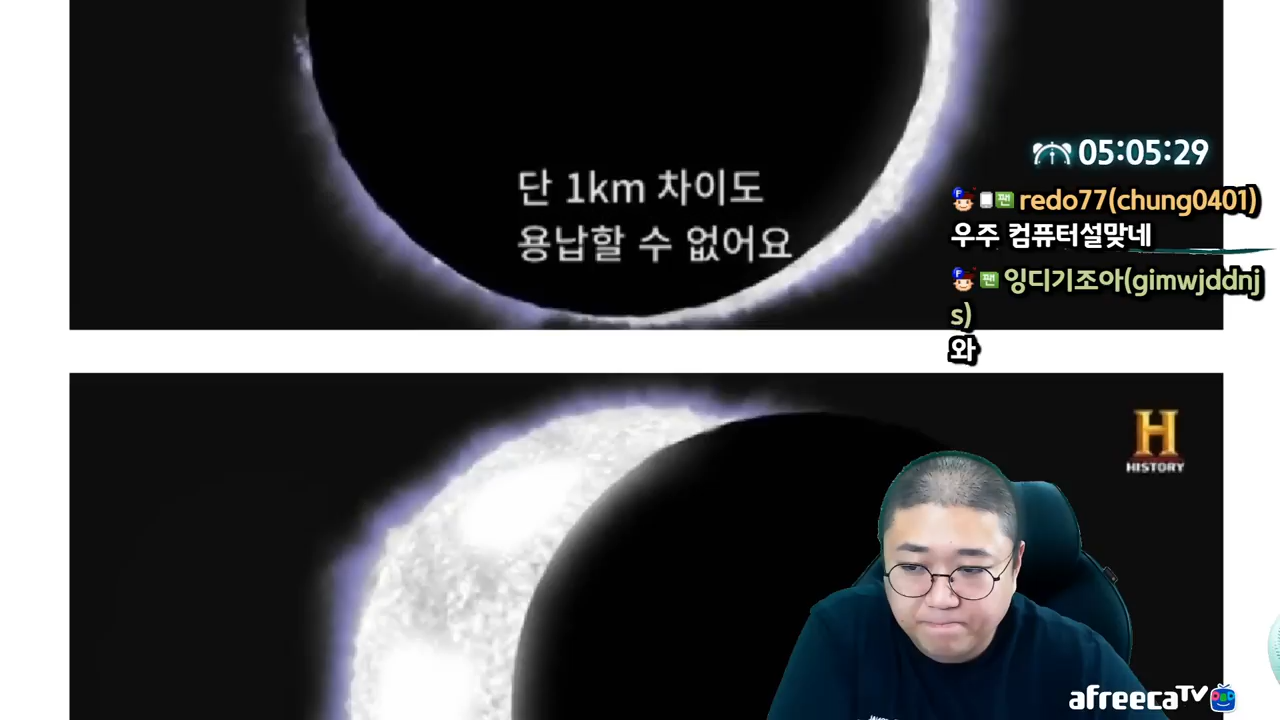 단 1km 차이도
용납할 수 없어요
05:05:29
redo77(chung0401)
우주 컴퓨터설맞네
잉디기조아(gimwjddnj
s)
와
H
HISTORY
afreecaTV